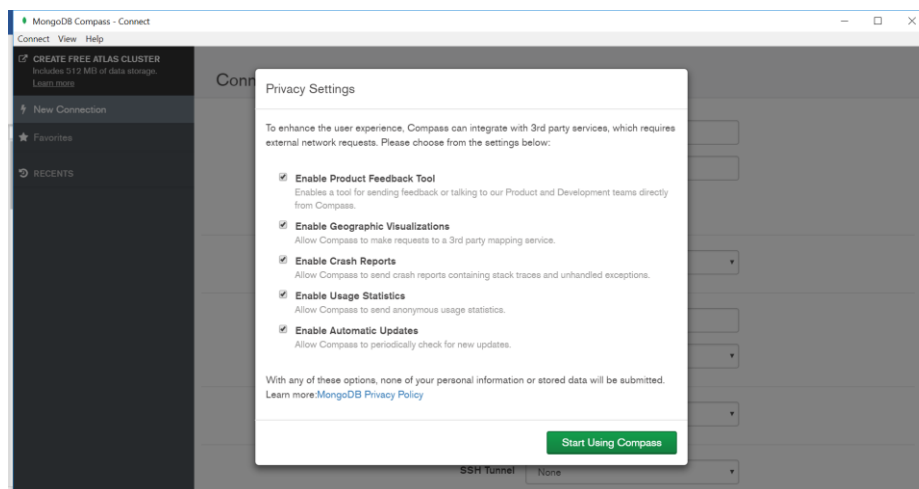 MongoDB Compass - Connect
Connect View Help
CREATE FREE ATLAS CLUSTER
Includes 512 MB of data storage.
Learn more
New Connection
Favorites
RECENTS
Conn
Privacy Settings
To enhance the user experience, Compass can integrate with 3rd party services, which requires
external network requests. Please choose from the settings below:
Enable Product Feedback Tool
Enables a tool for sending feedback or talking to our Product and Development teams directly
from Compass.
Enable Geographic Visualizations
Allow Compass to make requests to a 3rd party mapping service.
Enable Crash Reports
Allow Compass to send crash reports containing stack traces and unhandled exceptions.
Enable Usage Statistics
Allow Compass to send anonymous usage statistics.
Enable Automatic Updates
Allow Compass to periodically check for new updates.
With any of these options, none of your personal information or stored data will be submitted.
Learn more:MongoDB Privacy Policy
Start Using Compass
SSH Tunnel None